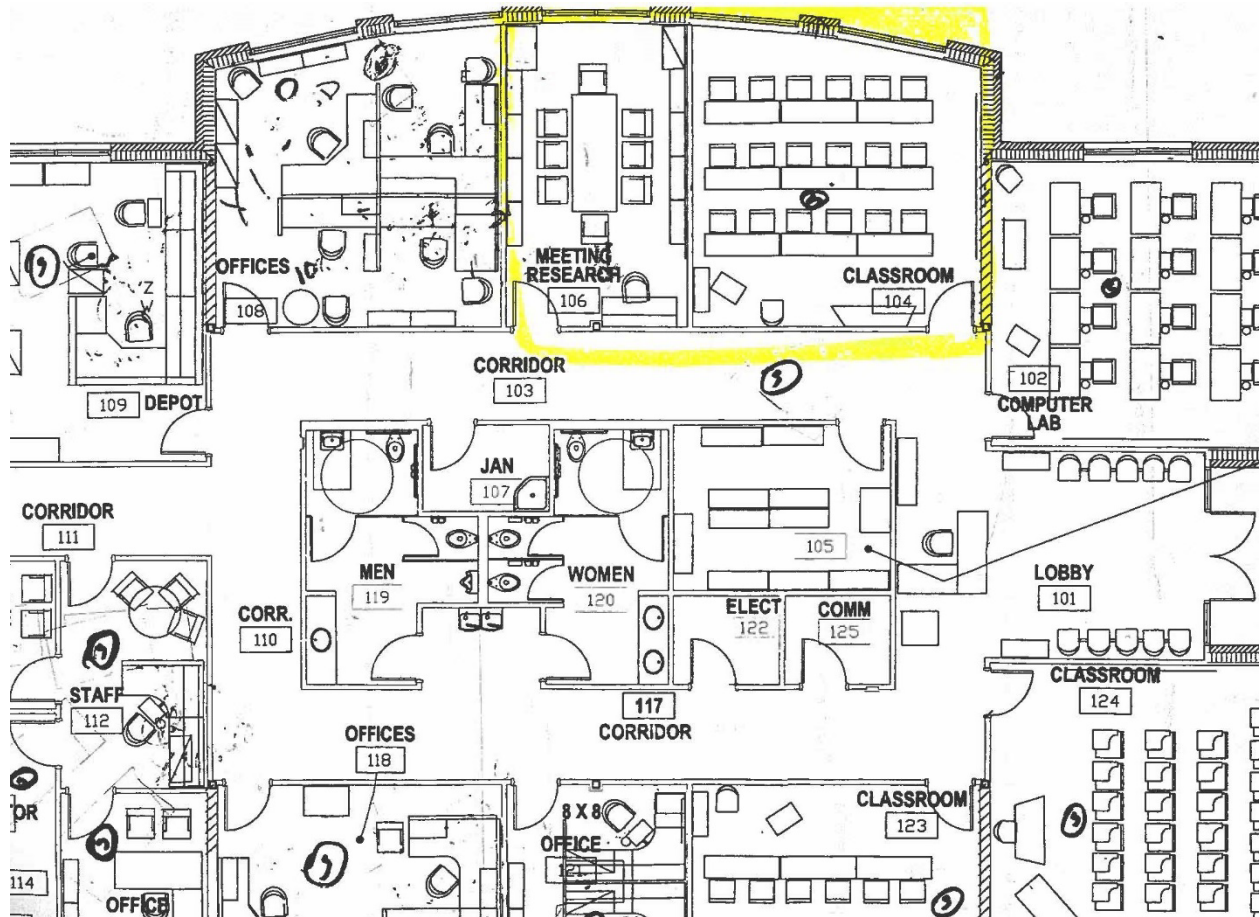 MEETING
RESEARCH
106
OFFICES 10
108
CLASSROOM
104
CORRIDOR
103
109 DEPOT
102
COMPUTER
LAB
JAN
107
CORRIDOR
111
105
MEN
119
WOMEN
120
CORR.
110
ELECT
122
COMM
125
LOBBY
101
STAFF
112
117
CORRIDOR
CLASSROOM
124
OFFICES
118
8 X 8
OFFICE
121
CLASSROOM
123
OR
114
OFFICE